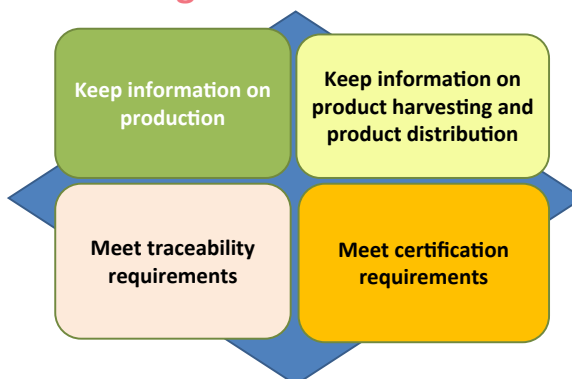 Keep information on
production
Keep information on
product harvesting and
product distribution
Meet traceability
requirements
Meet certification
requirements